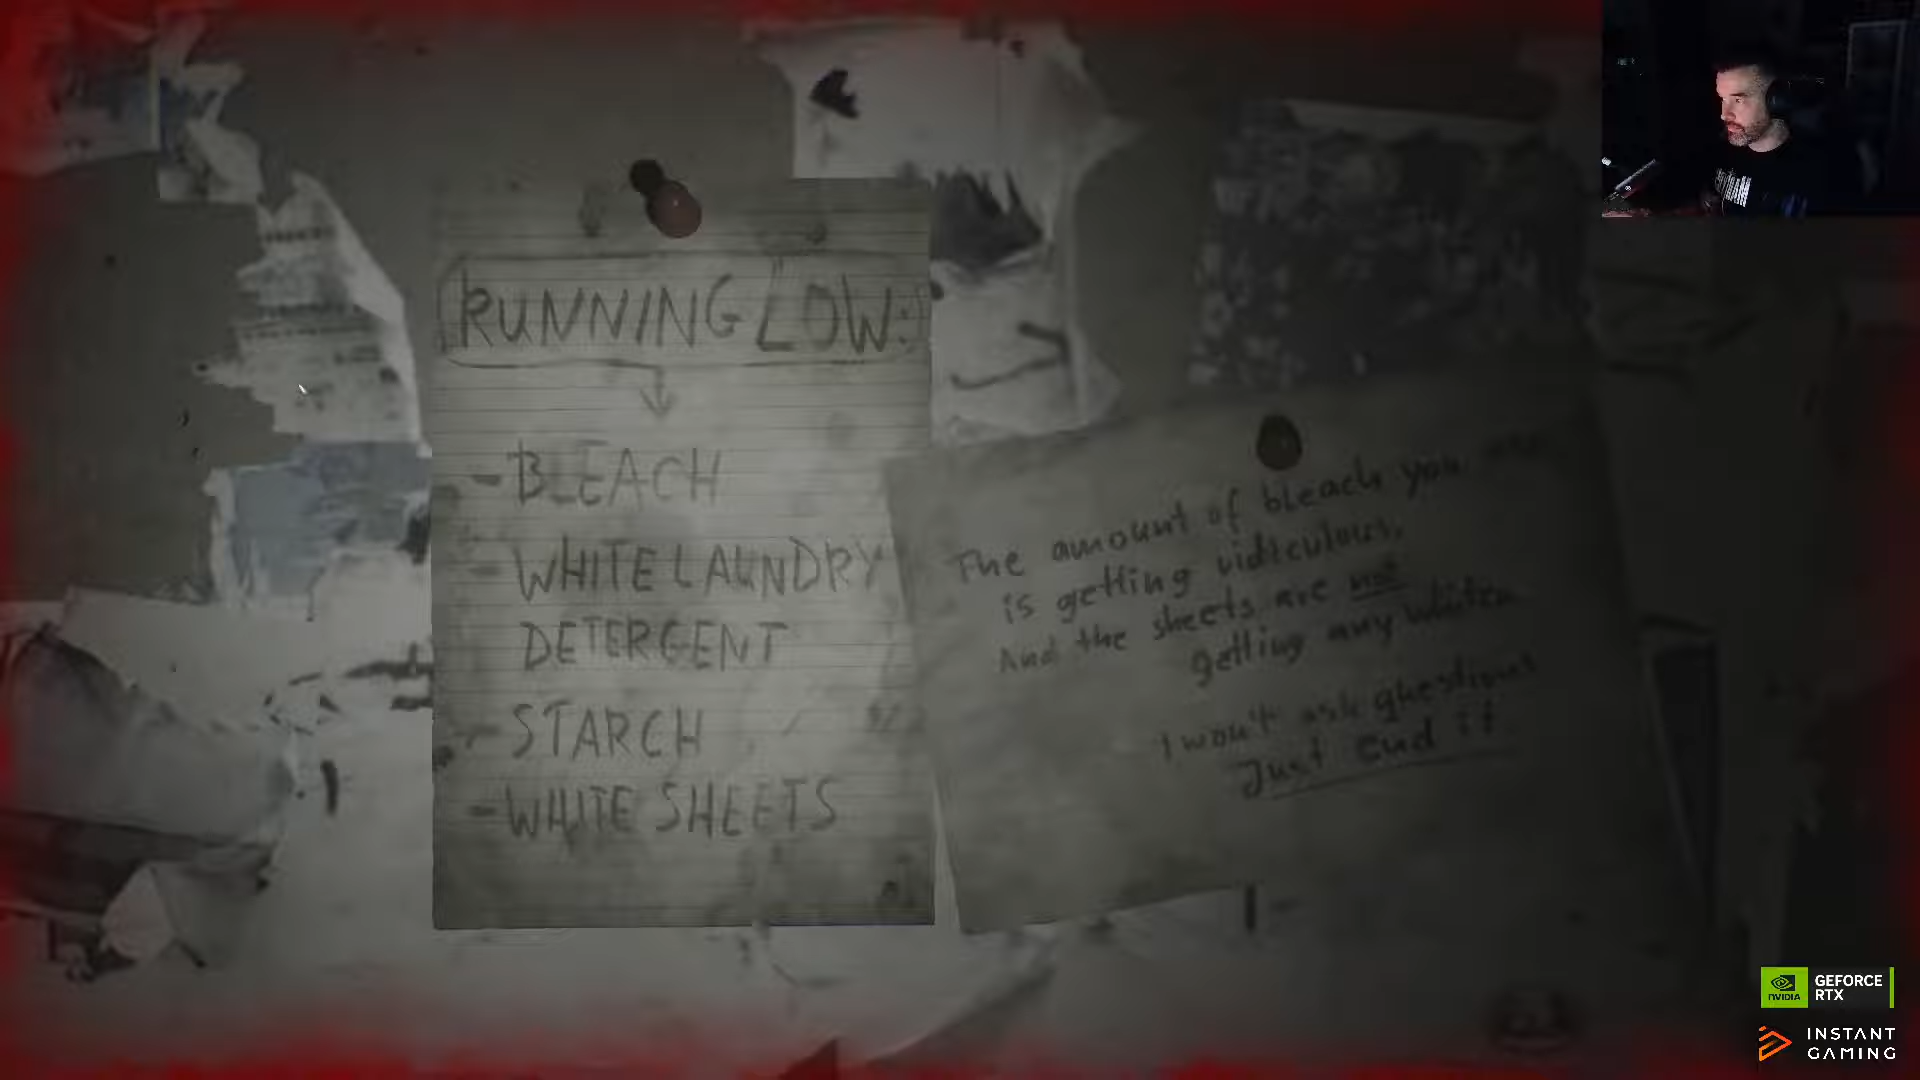 RUNNING LOW:
- BLEACH
- WHITE LAUNDRY
DETERGENT
- STARCH
- WHITE SHEETS
The amount of bleach you
is getting ridiculous.
And the sheets are not
getting any
I won't ask questions
Just end it
NVIDIA
GEFORCE
RTX
INSTANT
GAMING